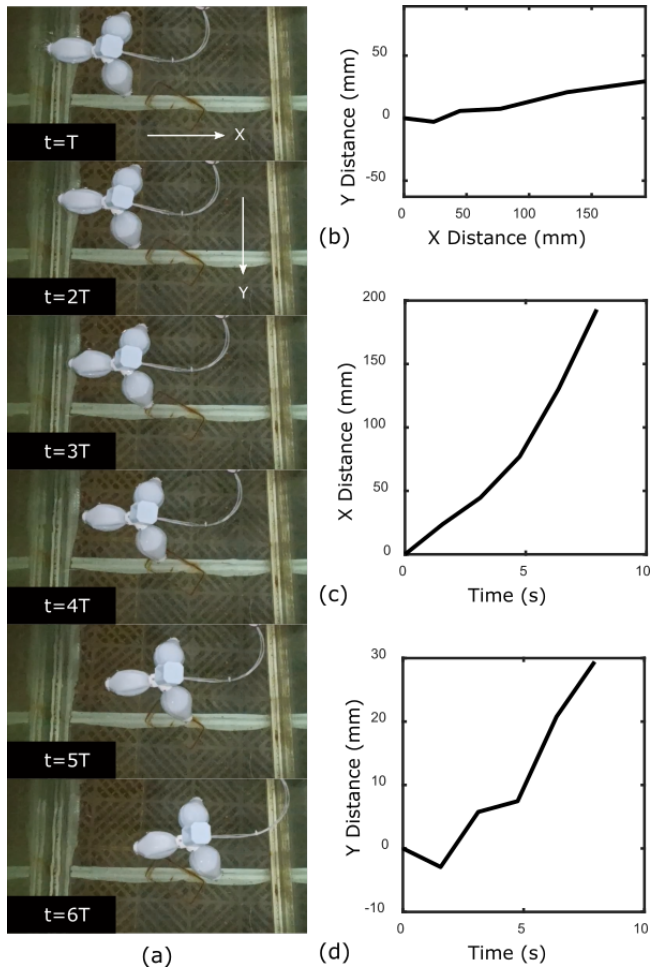 t=T
X
t=2T
Y
t=3T
t=4T
t=5T
t=6T
(a)
50
0
-50
Y Distance (mm)
0 50 100 150
X Distance (mm)
(b)
200
150
100
50
0
X Distance (mm)
0 5 10
Time (s)
(c)
30
20
10
0
-10
Y Distance (mm)
0 5 10
Time (s)
(d)